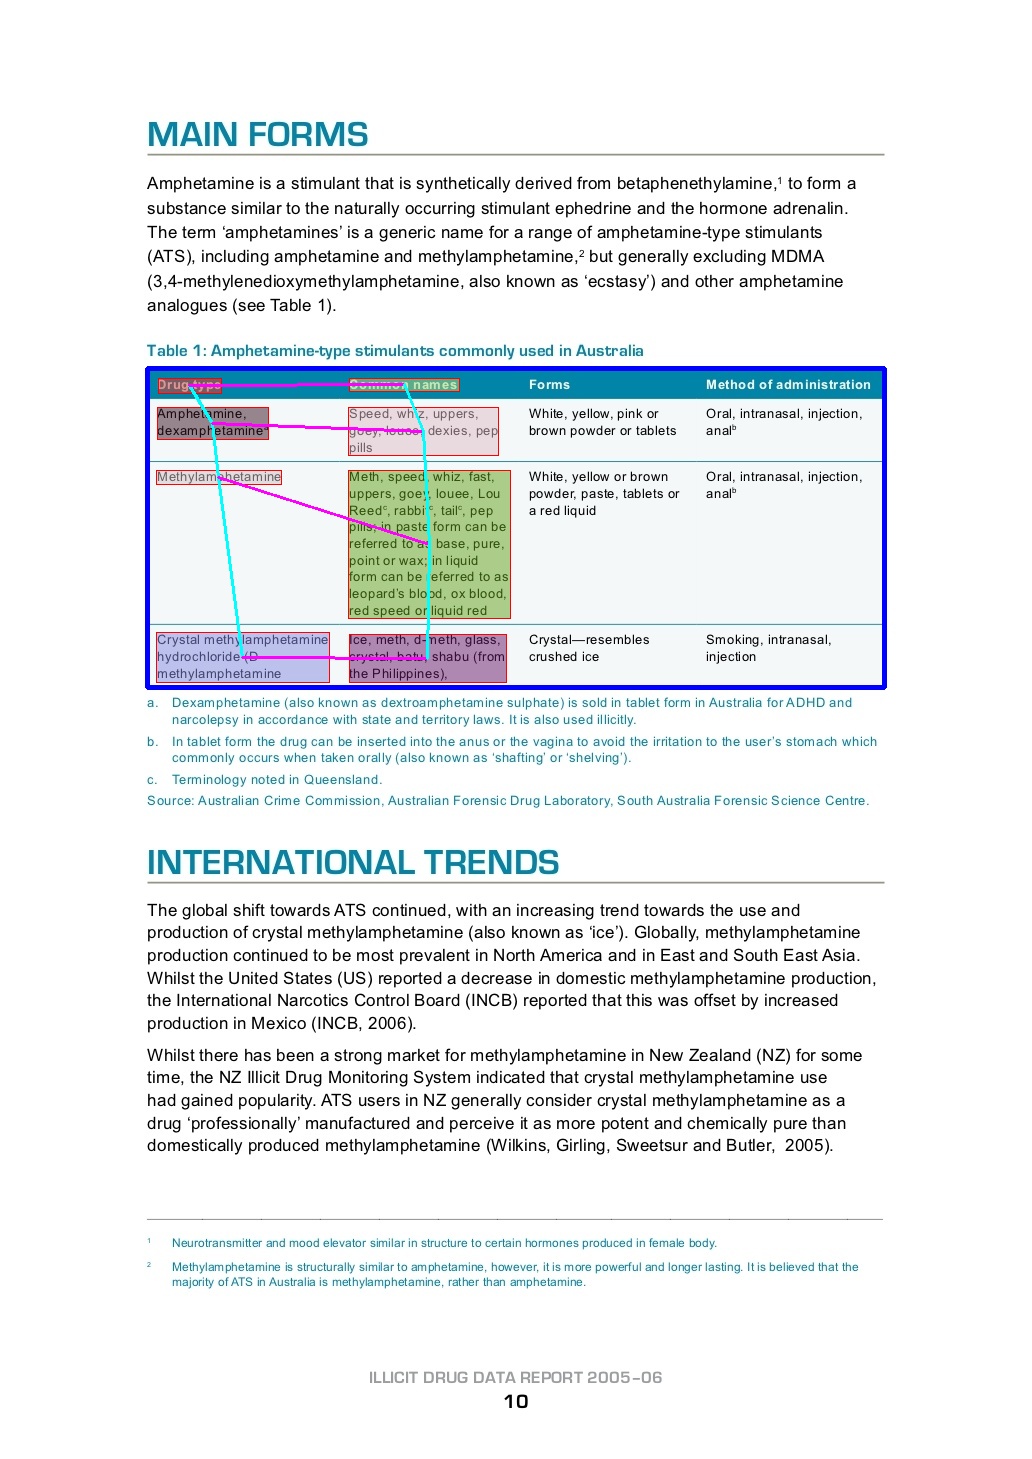 MAIN FORMS
Amphetamine is a stimulant that is synthetically derived from betaphenethylamine,1 to form a
substance similar to the naturally occurring stimulant ephedrine and the hormone adrenalin.
The term ‘amphetamines’ is a generic name for a range of amphetamine-type stimulants
(ATS), including amphetamine and methylamphetamine,2 but generally excluding MDMA
(3,4-methylenedioxymethylamphetamine, also known as ‘ecstasy’) and other amphetamine
analogues (see Table 1).
Table 1: Amphetamine-type stimulants commonly used in Australia
Drug type Common names Forms Method of administration
Amphetamine,
dexamphetaminea
Speed, whiz, uppers,
goey, louee, dexies, pep
pills
White, yellow, pink or
brown powder or tablets
Oral, intranasal, injection,
analb
Methylamphetamine
Meth, speed, whiz, fast,
uppers, goey, louee, Lou
Reedc, rabbitc, tailc, pep
pills; in paste form can be
referred to as base, pure,
point or wax; in liquid
form can be referred to as
leopard’s blood, ox blood,
red speed or liquid red
White, yellow or brown
powder, paste, tablets or
a red liquid
Oral, intranasal, injection,
analb
Crystal methylamphetamine
hydrochloride (D-
methylamphetamine
Ice, meth, d-meth, glass,
crystal, batu, shabu (from
the Philippines),
Crystal—resembles
crushed ice
Smoking, intranasal,
injection
a. Dexamphetamine (also known as dextroamphetamine sulphate) is sold in tablet form in Australia for ADHD and
narcolepsy in accordance with state and territory laws. It is also used illicitly.
b. In tablet form the drug can be inserted into the anus or the vagina to avoid the irritation to the user’s stomach which
commonly occurs when taken orally (also known as ‘shafting’ or ‘shelving’).
c. Terminology noted in Queensland.
Source: Australian Crime Commission, Australian Forensic Drug Laboratory, South Australia Forensic Science Centre.
INTERNATIONAL TRENDS
The global shift towards ATS continued, with an increasing trend towards the use and
production of crystal methylamphetamine (also known as ‘ice’). Globally, methylamphetamine
production continued to be most prevalent in North America and in East and South East Asia.
Whilst the United States (US) reported a decrease in domestic methylamphetamine production,
the International Narcotics Control Board (INCB) reported that this was offset by increased
production in Mexico (INCB, 2006).
Whilst there has been a strong market for methylamphetamine in New Zealand (NZ) for some
time, the NZ Illicit Drug Monitoring System indicated that crystal methylamphetamine use
had gained popularity. ATS users in NZ generally consider crystal methylamphetamine as a
drug ‘professionally’ manufactured and perceive it as more potent and chemically pure than
domestically produced methylamphetamine (Wilkins, Girling, Sweetsur and Butler, 2005).
1 Neurotransmitter and mood elevator similar in structure to certain hormones produced in female body.
2 Methylamphetamine is structurally similar to amphetamine, however, it is more powerful and longer lasting. It is believed that the
majority of ATS in Australia is methylamphetamine, rather than amphetamine.
ILLICIT DRUG DATA REPORT 2005–06
10